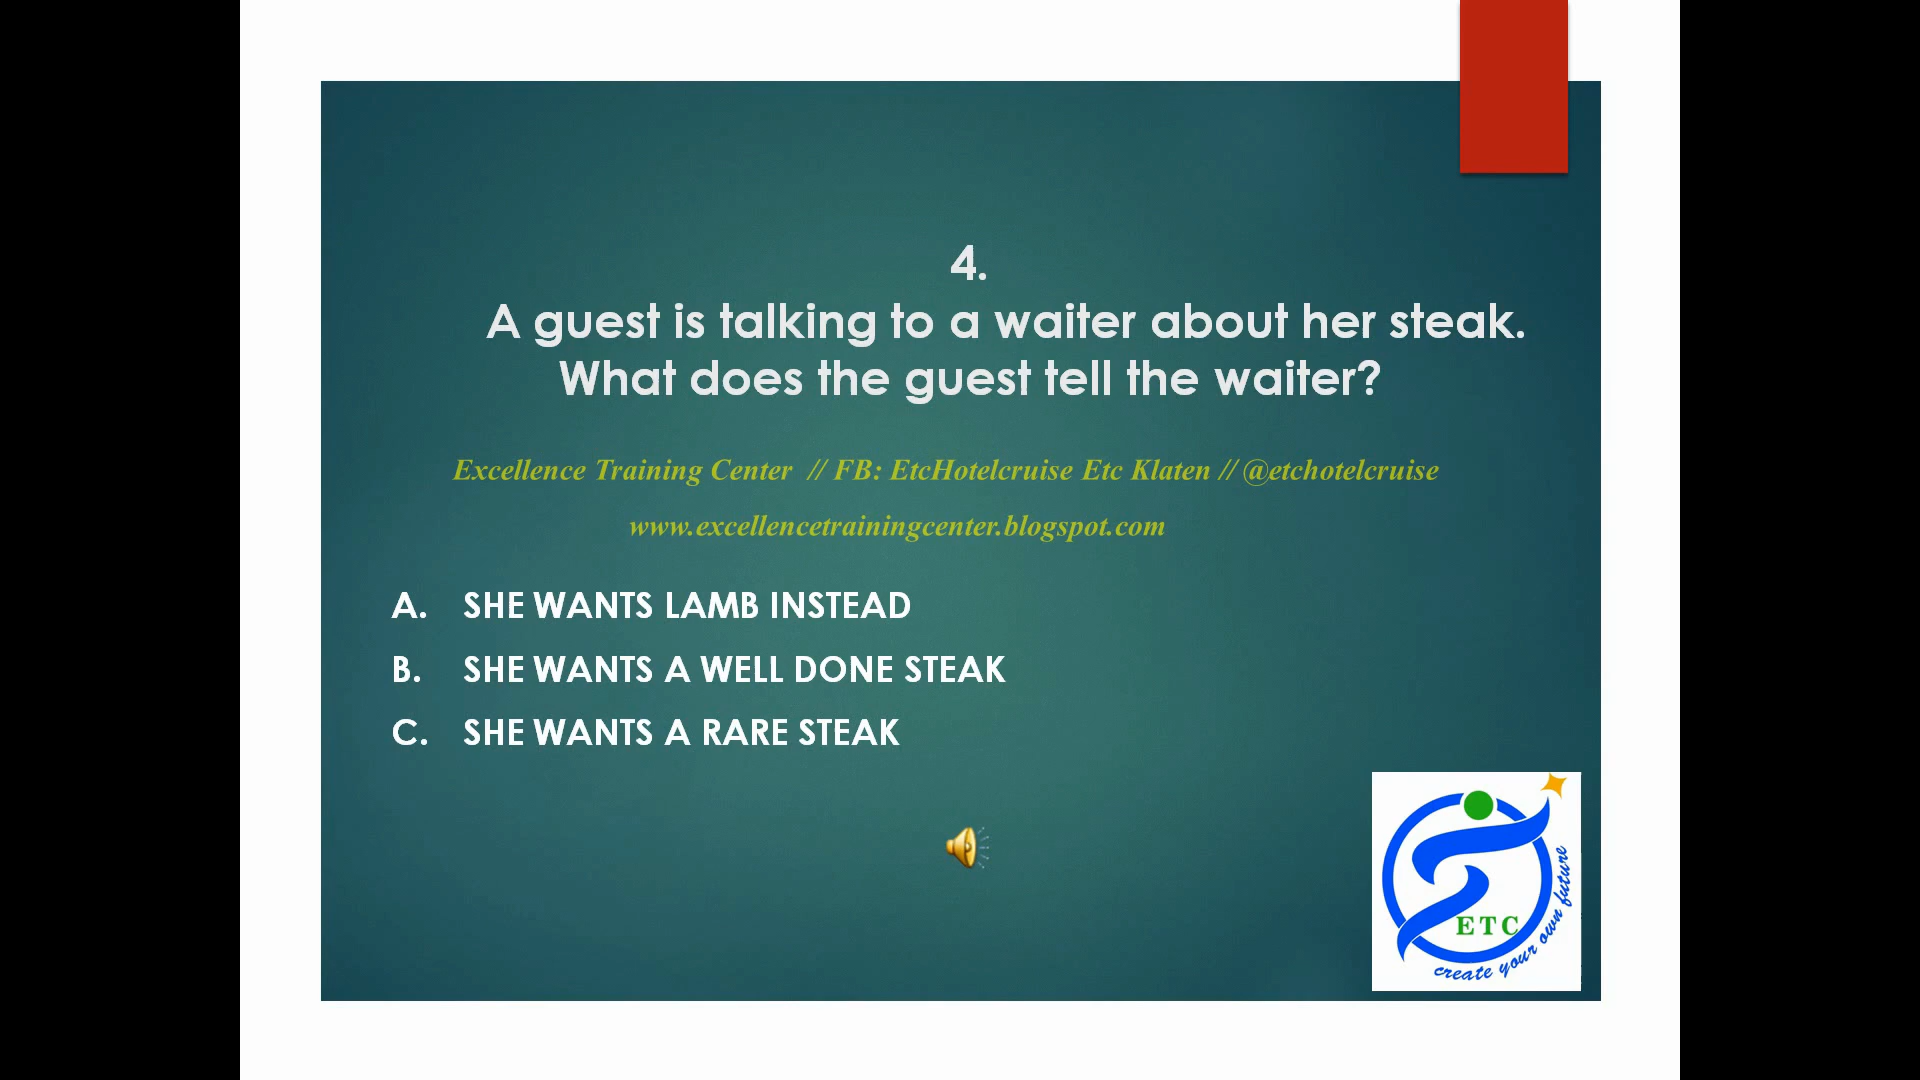 4.
A guest is talking to a waiter about her steak.
What does the guest tell the waiter?
Excellence Training Center // FB: EtcHotelcruise Etc Klaten // @etchotelcruise
www.excellencetrainingcenter.blogspot.com
A. SHE WANTS LAMB INSTEAD
B. SHE WANTS A WELL DONE STEAK
C. SHE WANTS A RARE STEAK
ETC
create your own future